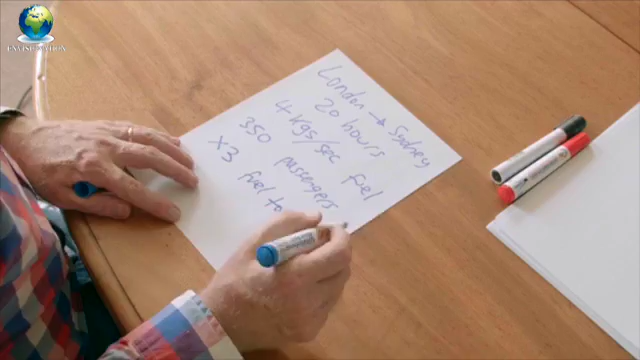 London → Sydney
20 hours
4 kgs/sec fuel
350 passengers
x3 fuel to